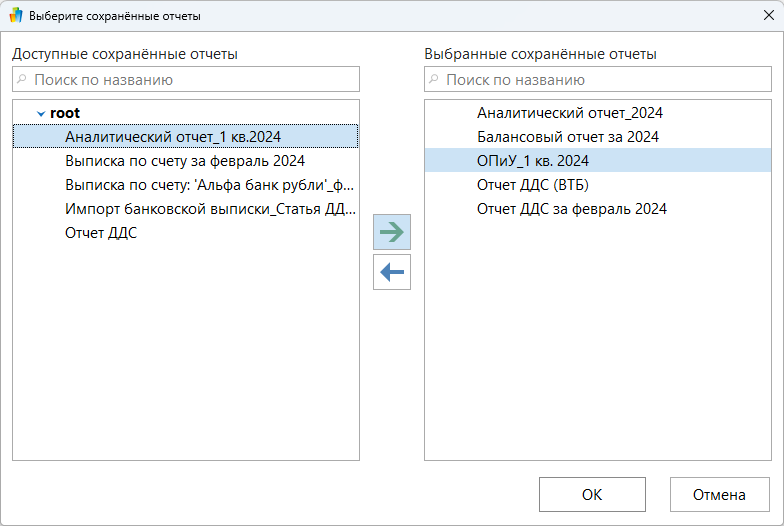 Выберите сохранённые отчеты
Доступные сохранённые отчеты
Поиск по названию
root
Аналитический отчет_1 кв.2024
Выписка по счету за февраль 2024
Выписка по счету: 'Альфа банк рубли'_ф...
Импорт банковской выписки_Статья ДД...
Отчет ДДС
Выбранные сохранённые отчеты
Поиск по названию
Аналитический отчет_2024
Балансовый отчет за 2024
ОПиУ_1 кв. 2024
Отчет ДДС (ВТБ)
Отчет ДДС за февраль 2024
ОК
Отмена